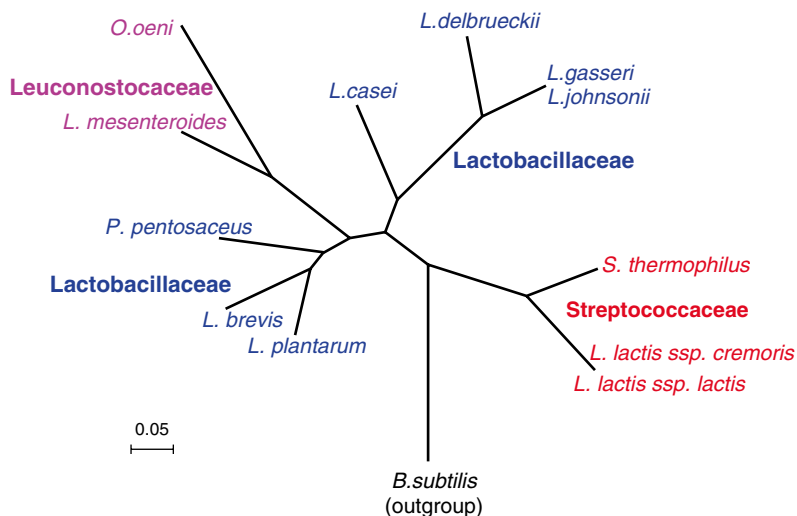 O.oeni
L.delbrueckii
Leuconostocaceae
L.casei
L.gasseri
L.johnsonii
L. mesenteroides
Lactobacillaceae
P. pentosaceus
S. thermophilus
Lactobacillaceae
Streptococcaceae
L. brevis
L. plantarum
L. lactis ssp. cremoris
L. lactis ssp. lactis
0.05
B.subtilis
(outgroup)